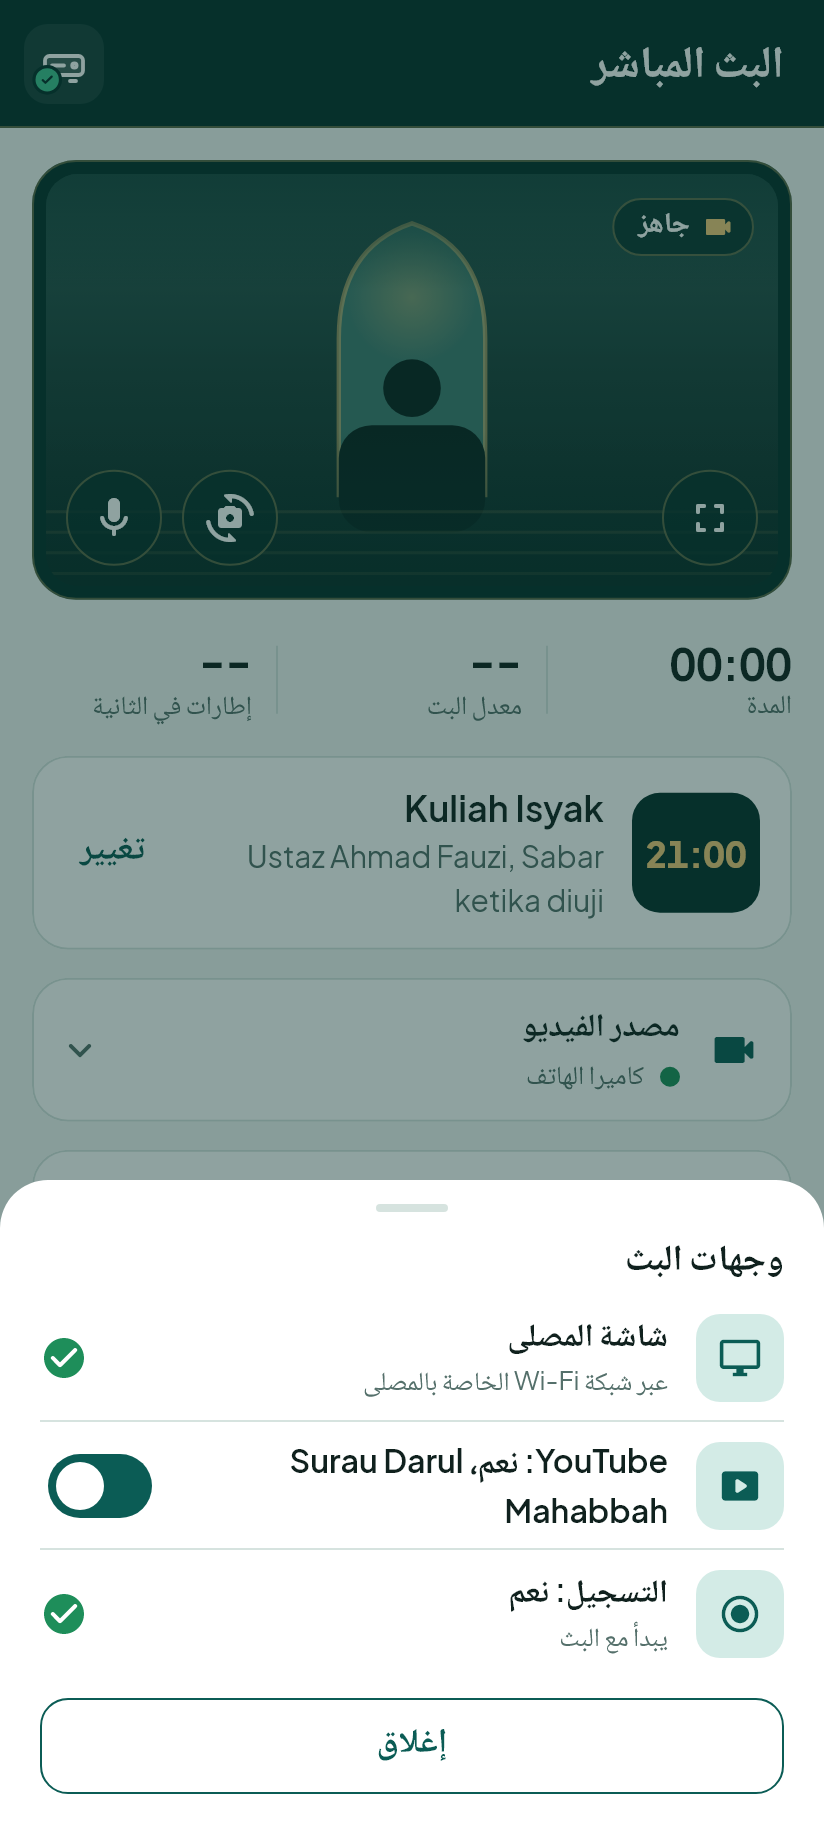 البث المباشر
جاهز
00:00
المدة
--
معدل البت
--
إطارات في الثانية
21:00
Kuliah Isyak
Ustaz Ahmad Fauzi, Sabar
ketika diuji
تغيير
مصدر الفيديو
كاميرا الهاتف
وجهات البث
شاشة المصلى
عبر شبكة Wi-Fi الخاصة بالمصلى
YouTube: نعم، Surau Darul
Mahabbah
التسجيل: نعم
يبدأ مع البث
إغلاق